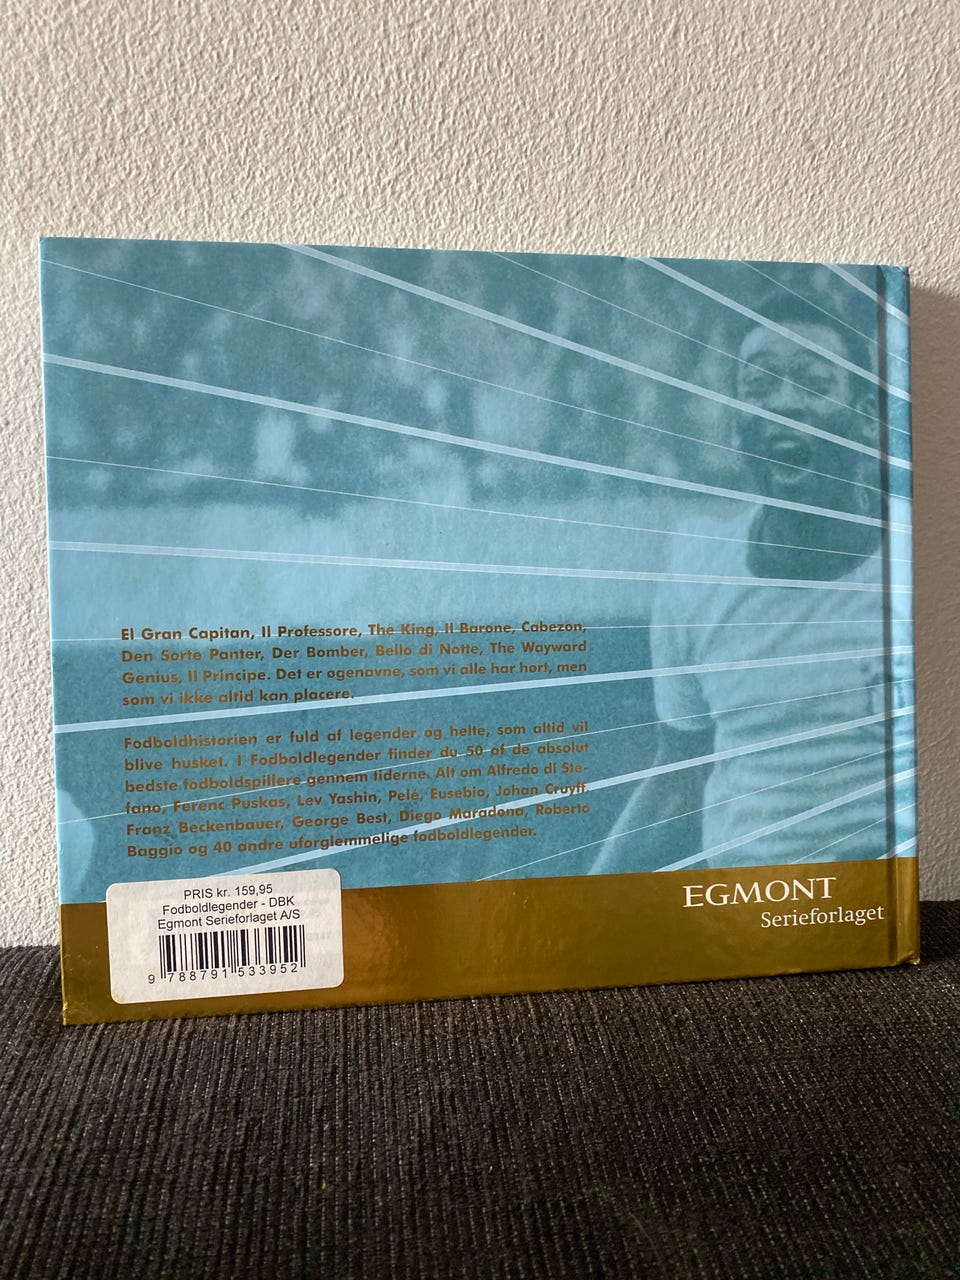 El Gran Capitan, Il Professore, The King, Il Barone, Cabezon,
Den Sorte Panter, Der Bomber, Bello di Notte, The Wayward
Genius, Il Principe. Det er øgenavne, som vi alle har hørt, men
som vi ikke altid kan placere.
Fodboldhistorien er fuld af legender og helte, som altid vil
blive husket. I Fodboldlegender finder du 50 af de absolut
bedste fodboldspillere gennem tiderne. Alt om Alfredo di Ste-
fano, Ferenc Puskas, Lev Yashin, Pelé, Eusebio, Johan Cruyff,
Franz Beckenbauer, George Best, Diego Maradona, Roberto
Baggio og 40 andre uforglemmelige fodboldlegender.
PRIS kr. 159,95
Fodboldlegender - DBK
Egmont Serieforlaget A/S
9 788791 533952
EGMONT
Serieforlaget